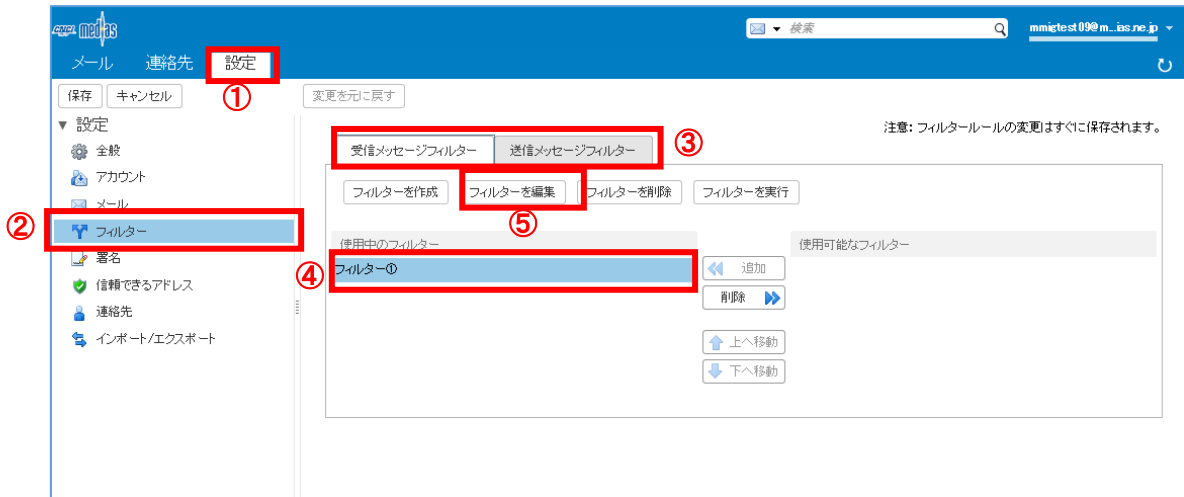 CNCI medias
検索
mmigtest09@m...ias.ne.jp
メール 連絡先 設定
①
保存 キャンセル 変更を元に戻す
注意: フィルタールールの変更はすぐに保存されます。
設定
全般
アカウント
メール
② フィルター
署名
信頼できるアドレス
連絡先
インポート/エクスポート
受信メッセージフィルター 送信メッセージフィルター ③
フィルターを作成 フィルターを編集 フィルターを削除 フィルターを実行
⑤
使用中のフィルター 使用可能なフィルター
④ フィルター①
追加
削除
上へ移動
下へ移動